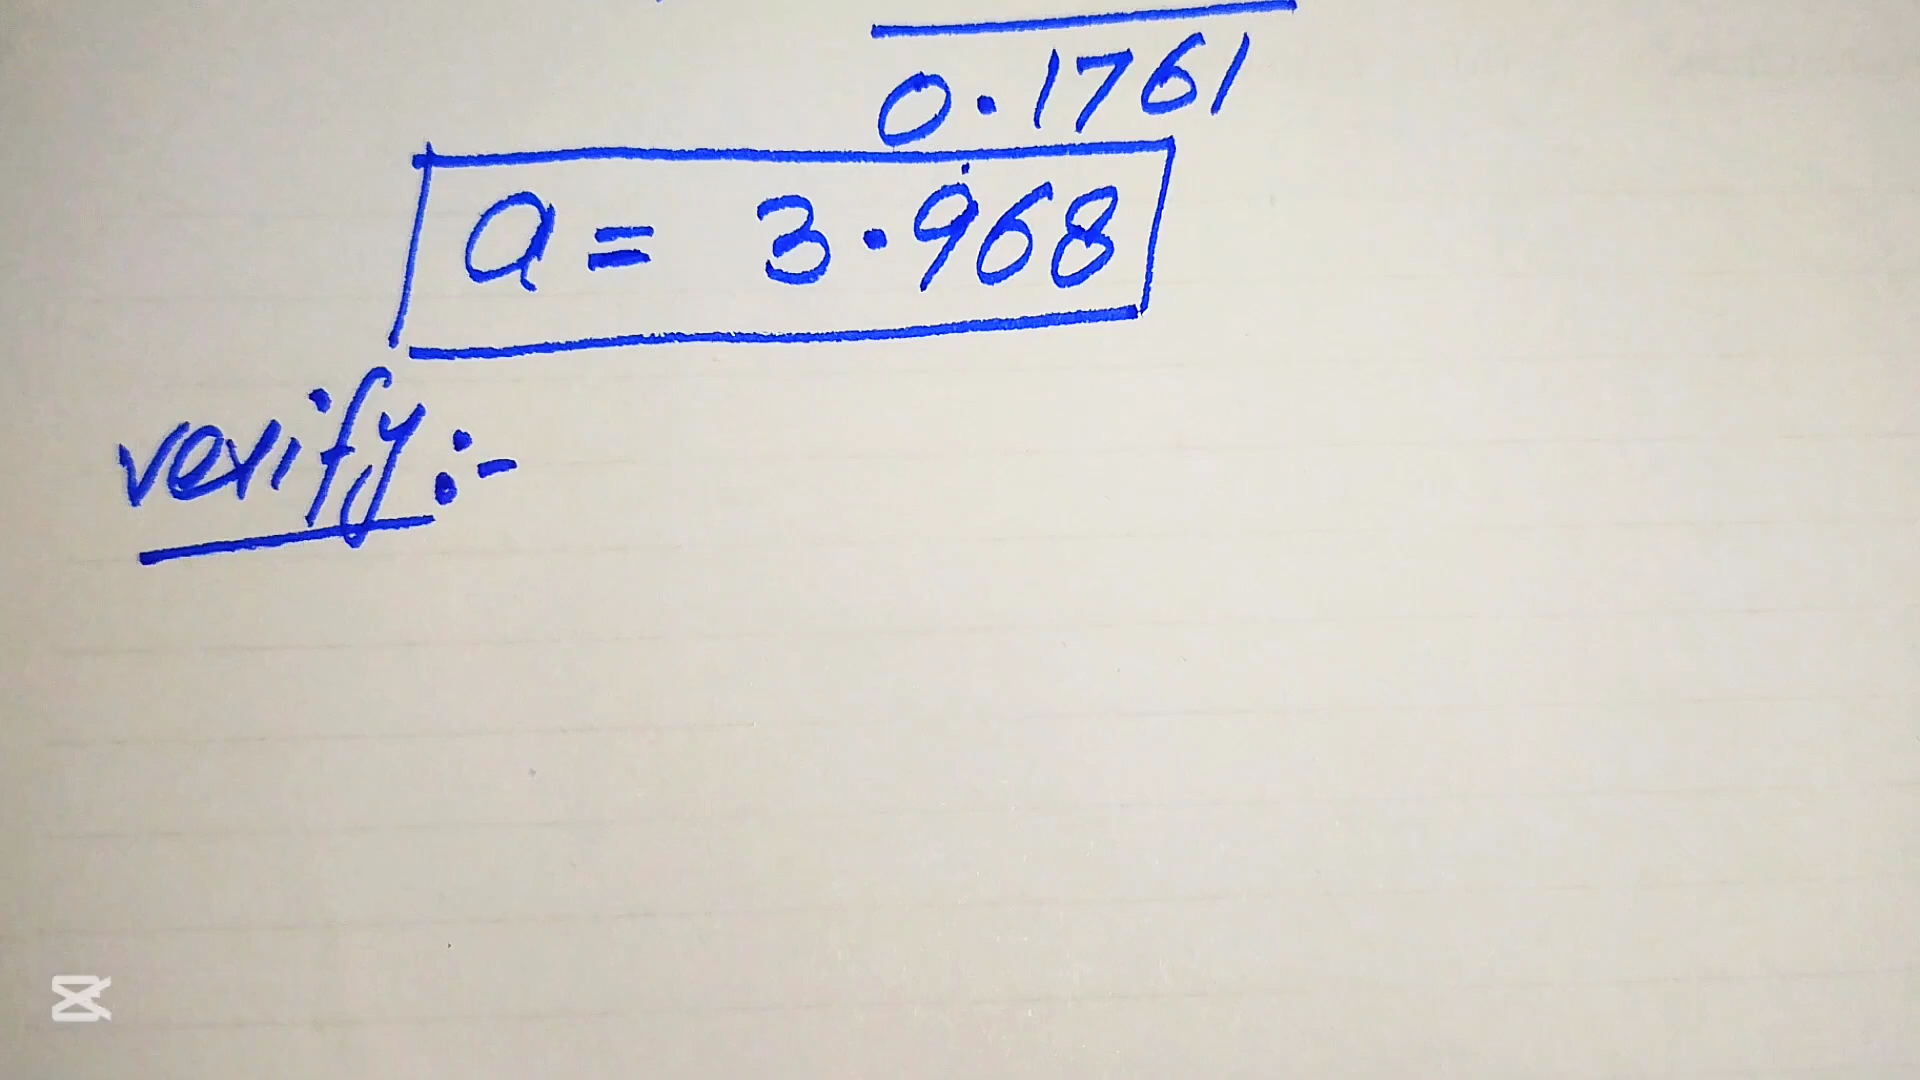 0.1761
a = 3.968
verify :-